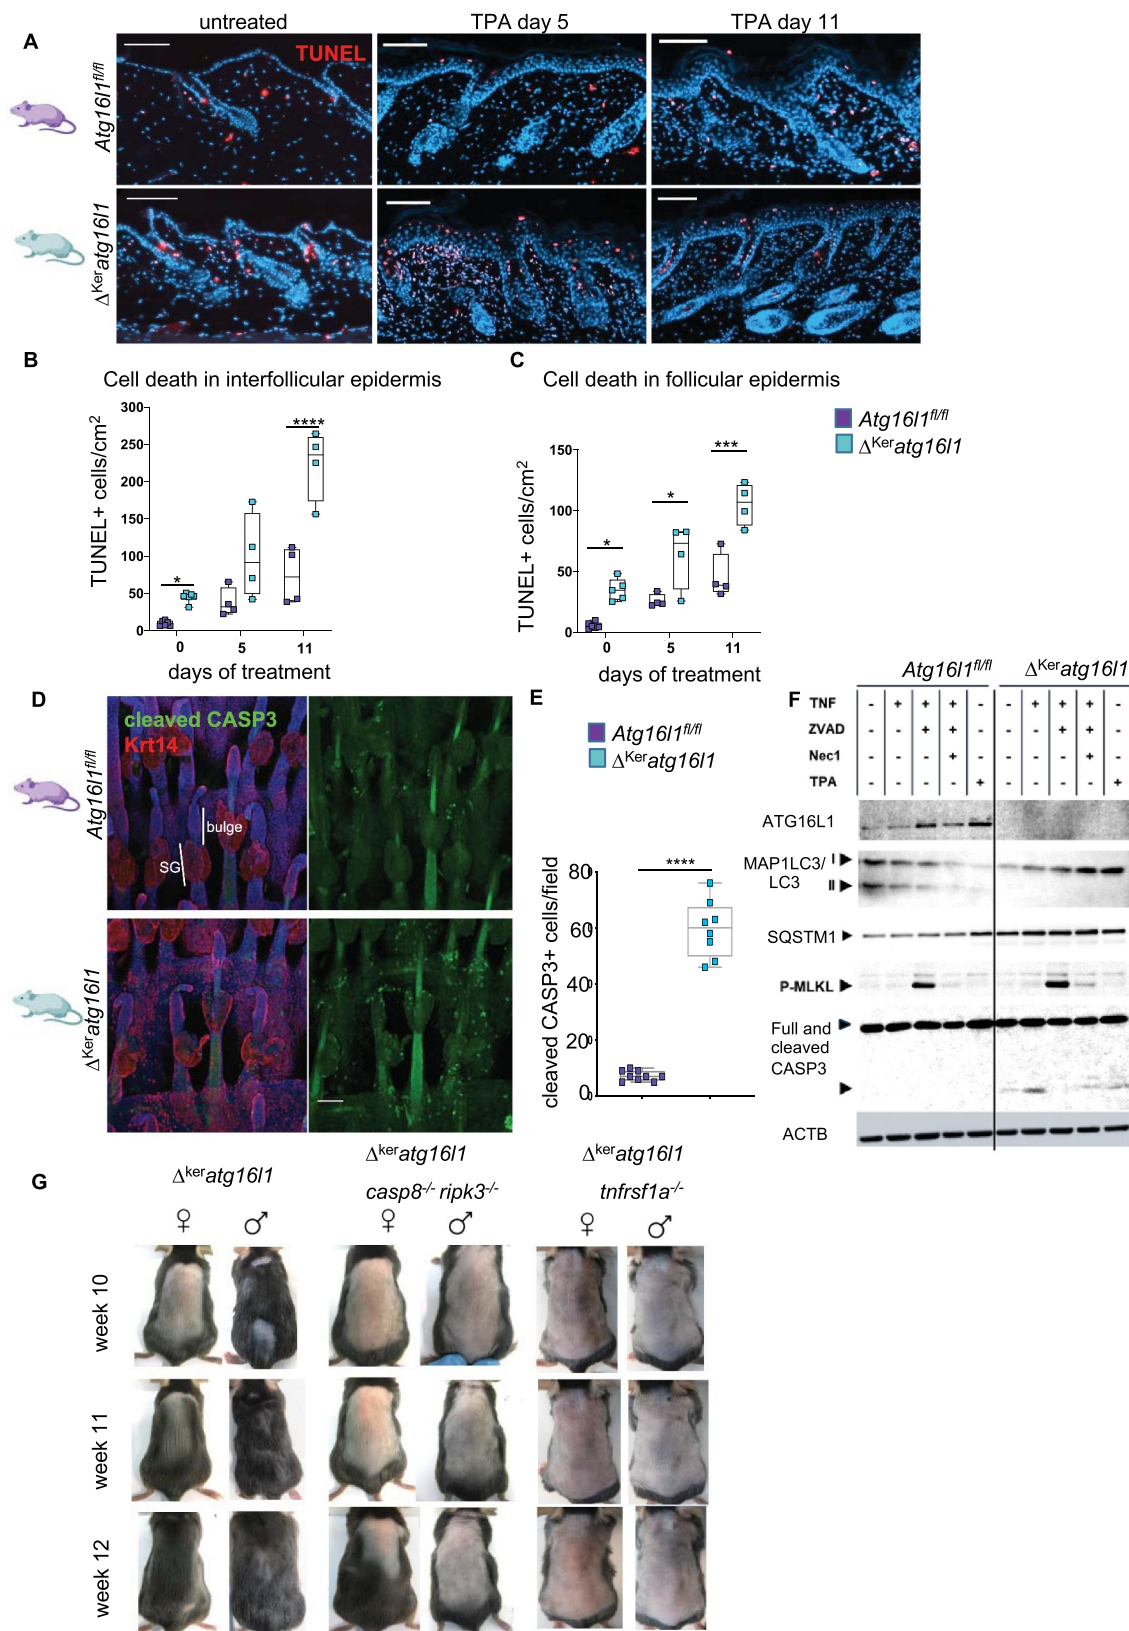 A
untreated
TPA day 5
TPA day 11
TUNEL
Atg16l1fl/fl
ΔKeratg16l1
B
Cell death in interfollicular epidermis
TUNEL+ cells/cm2
300
250
200
150
100
50
0
*
****
0 5 11
days of treatment
C
Cell death in follicular epidermis
TUNEL+ cells/cm2
150
100
50
0
*
*
***
0 5 11
days of treatment
Atg16l1fl/fl
ΔKeratg16l1
D
cleaved CASP3
Krt14
bulge
SG
Atg16l1fl/fl
ΔKeratg16l1
E
Atg16l1fl/fl
ΔKeratg16l1
cleaved CASP3+ cells/field
80
60
40
20
0
****
F
Atg16l1fl/fl ΔKeratg16l1
TNF - + + + - - + + + -
ZVAD - - + + - - - + + -
Nec1 - - - + - - - - + -
TPA - - - - + - - - - +
ATG16L1
MAP1LC3/
LC3
I
II
SQSTM1
P-MLKL
Full and
cleaved
CASP3
ACTB
G
Δkeratg16l1
Δkeratg16l1
casp8-/- ripk3-/-
Δkeratg16l1
tnfrsf1a-/-
♀ ♂ ♀ ♂ ♀ ♂
week 10
week 11
week 12